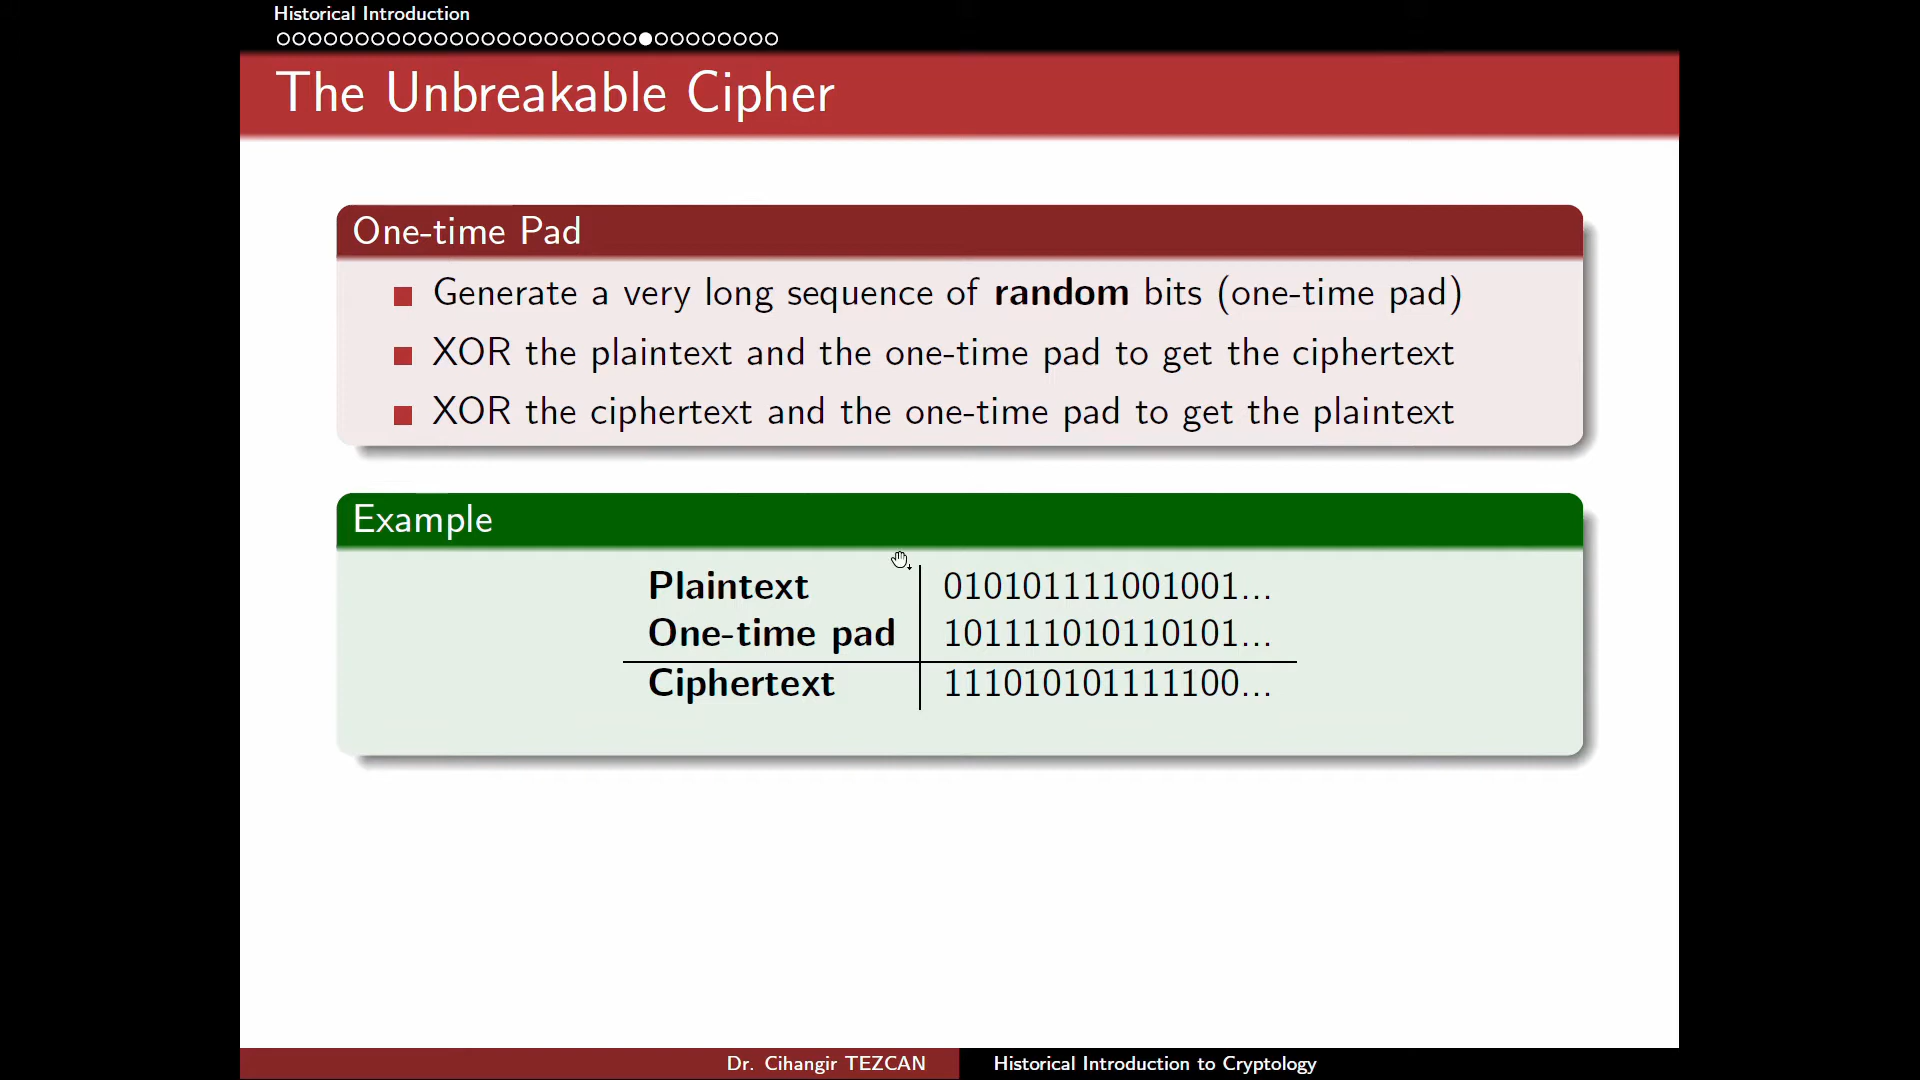 Historical Introduction
The Unbreakable Cipher
One-time Pad
Generate a very long sequence of random bits (one-time pad)
XOR the plaintext and the one-time pad to get the ciphertext
XOR the ciphertext and the one-time pad to get the plaintext
Example
Plaintext 010101111001001...
One-time pad 101111010110101...
Ciphertext 111010101111100...
Dr. Cihangir TEZCAN Historical Introduction to Cryptology